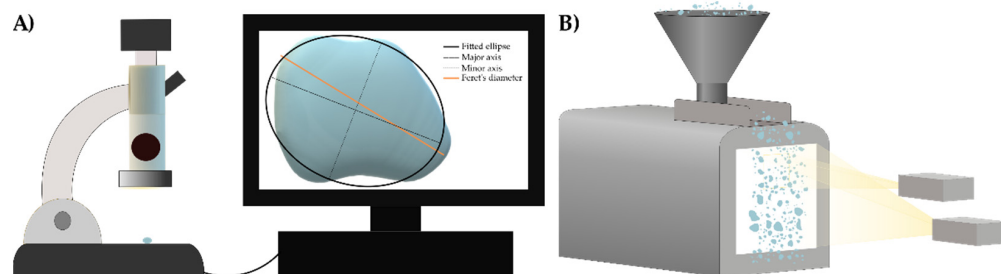 A)
Fitted ellipse
Major axis
Minor axis
Feret's diameter
B)